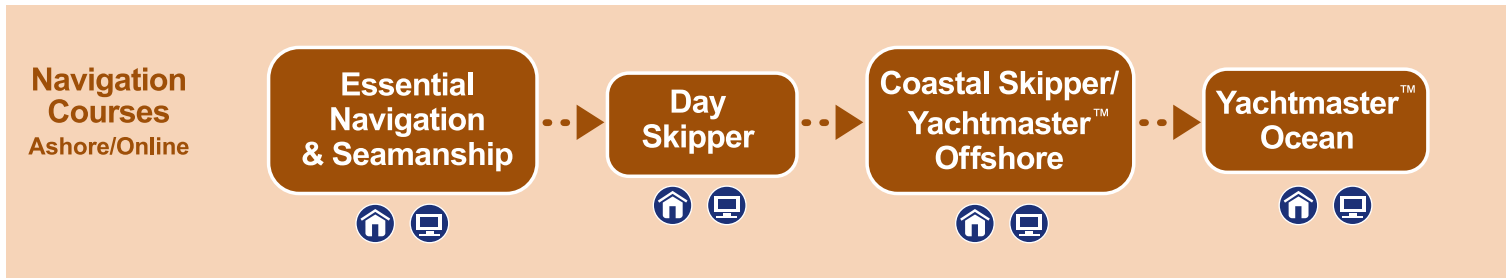 Navigation
Courses
Ashore/Online
Essential
Navigation
& Seamanship
Day
Skipper
Coastal Skipper/
Yachtmaster™
Offshore
Yachtmaster™
Ocean